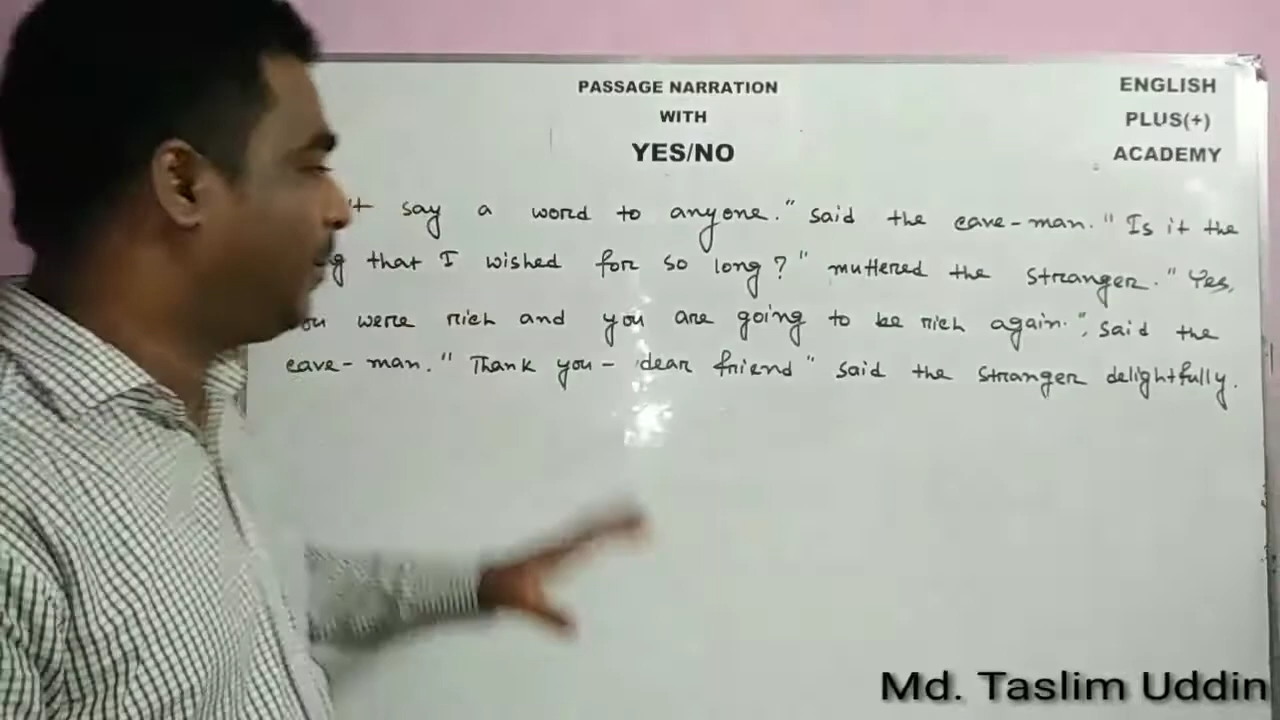 PASSAGE NARRATION
WITH
YES/NO
ENGLISH
PLUS(+)
ACADEMY
say a word to anyone." said the cave-man. "Is it the
that I wished for so long?" muttered the stranger. "Yes,
were rich and you are going to be rich again.", said the
cave-man. "Thank you- dear friend" said the stranger delightfully.
Md. Taslim Uddin